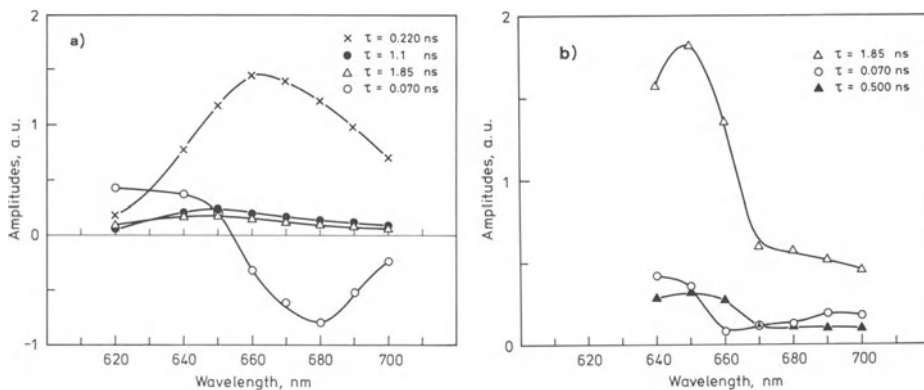 a)
× τ = 0.220 ns
● τ = 1.1 ns
△ τ = 1.85 ns
○ τ = 0.070 ns
Amplitudes, a. u.
2
1
0
-1
620 640 660 680 700
Wavelength, nm
b)
△ τ = 1.85 ns
○ τ = 0.070 ns
▲ τ = 0.500 ns
Amplitudes, a. u.
2
1
0
620 640 660 680 700
Wavelength, nm